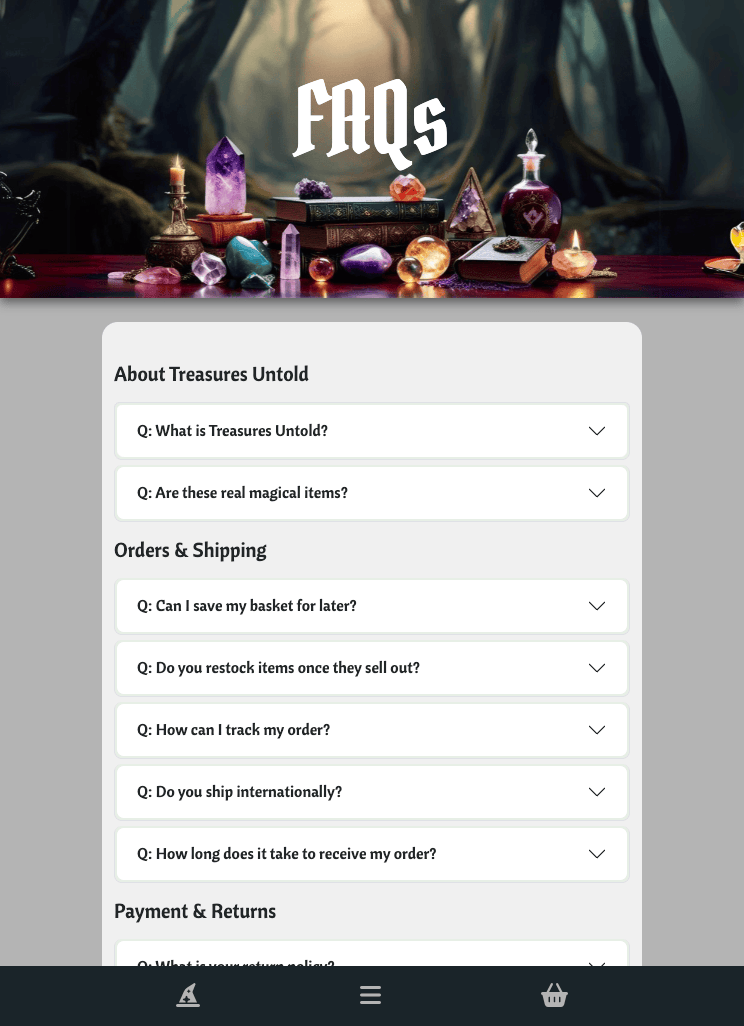 FAQs
About Treasures Untold
Q: What is Treasures Untold?
Q: Are these real magical items?
Orders & Shipping
Q: Can I save my basket for later?
Q: Do you restock items once they sell out?
Q: How can I track my order?
Q: Do you ship internationally?
Q: How long does it take to receive my order?
Payment & Returns
Q: What is your return policy?